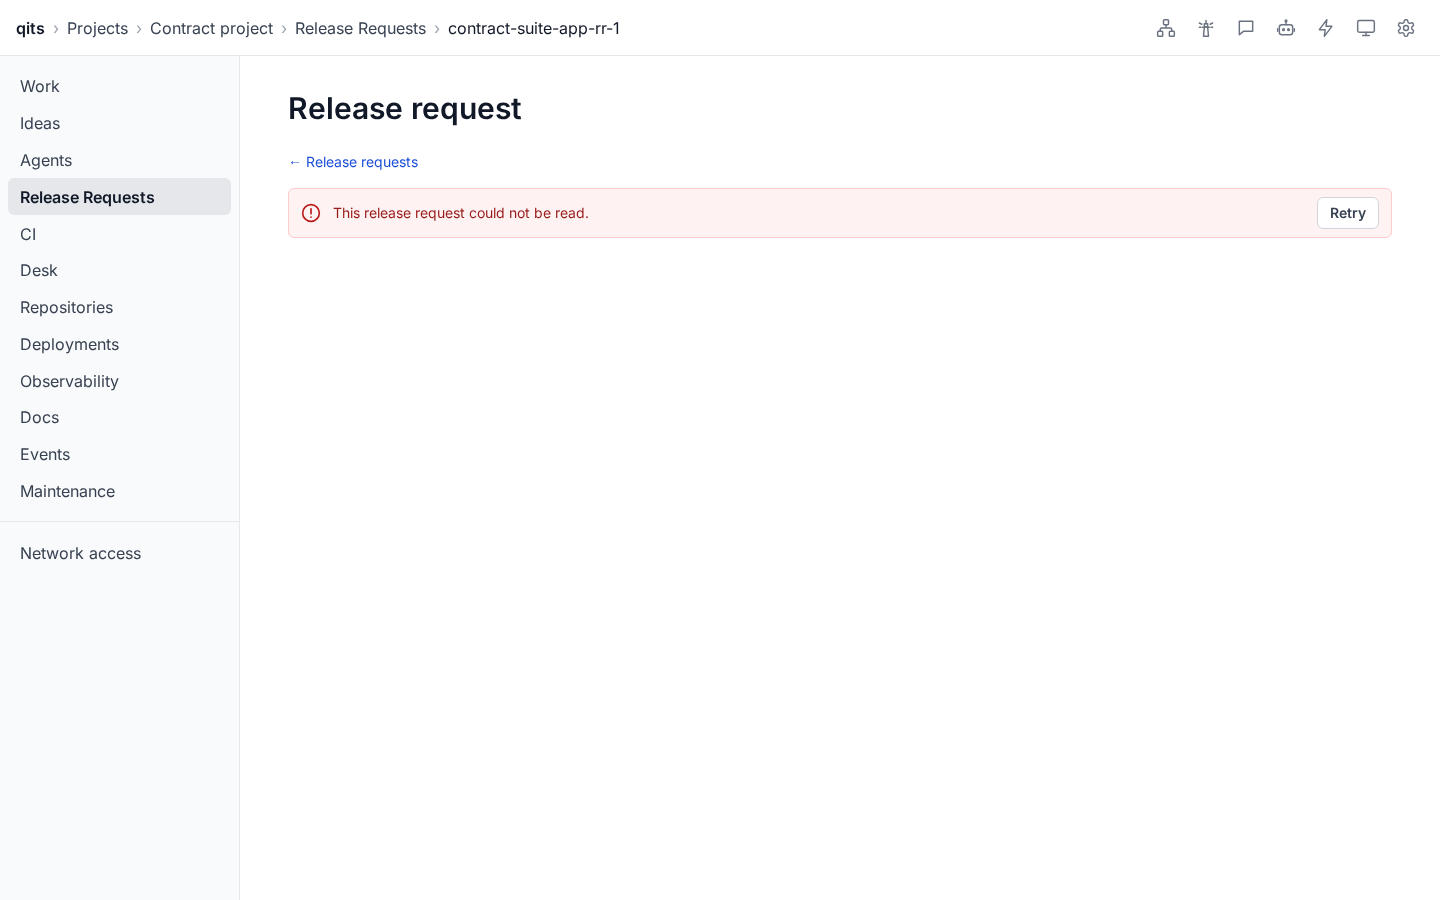 qits › Projects › Contract project › Release Requests › contract-suite-app-rr-1
Work
Ideas
Agents
Release Requests
CI
Desk
Repositories
Deployments
Observability
Docs
Events
Maintenance
Network access
Release request
← Release requests
This release request could not be read.
Retry